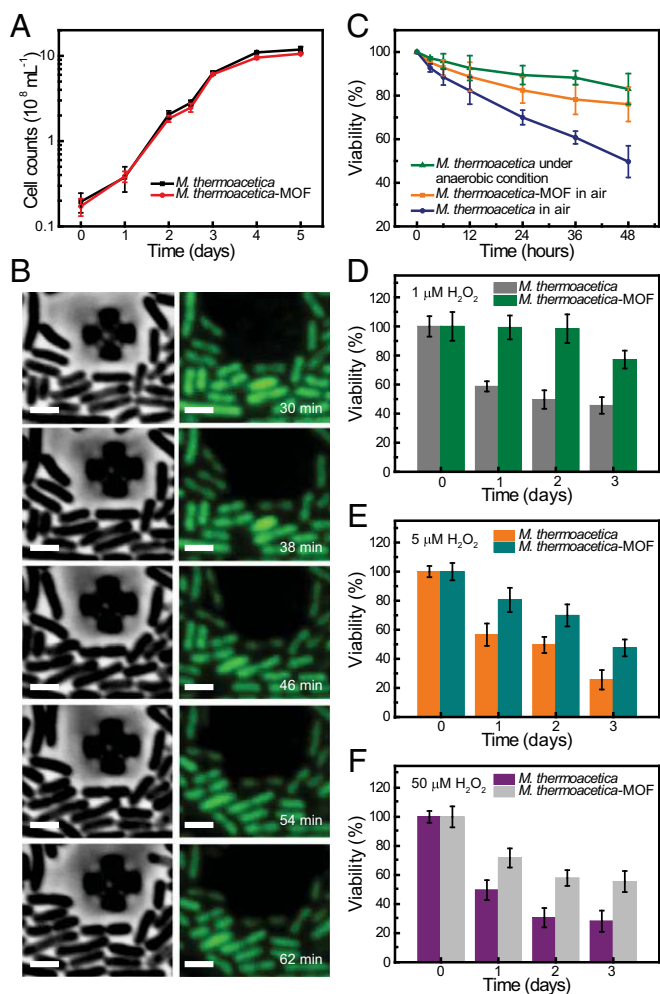 A
Cell counts (10⁸ mL⁻¹)
10
1
0.1
M. thermoacetica
M. thermoacetica-MOF
0 1 2 3 4 5
Time (days)
B
30 min
38 min
46 min
54 min
62 min
C
Viability (%)
100
80
60
40
20
M. thermoacetica under
anaerobic condition
M. thermoacetica-MOF in air
M. thermoacetica in air
0 12 24 36 48
Time (hours)
D
Viability (%)
120
100
80
60
40
20
0
1 μM H₂O₂
M. thermoacetica
M. thermoacetica-MOF
0 1 2 3
Time (days)
E
Viability (%)
120
100
80
60
40
20
0
5 μM H₂O₂
M. thermoacetica
M. thermoacetica-MOF
0 1 2 3
Time (days)
F
Viability (%)
120
100
80
60
40
20
0
50 μM H₂O₂
M. thermoacetica
M. thermoacetica-MOF
0 1 2 3
Time (days)